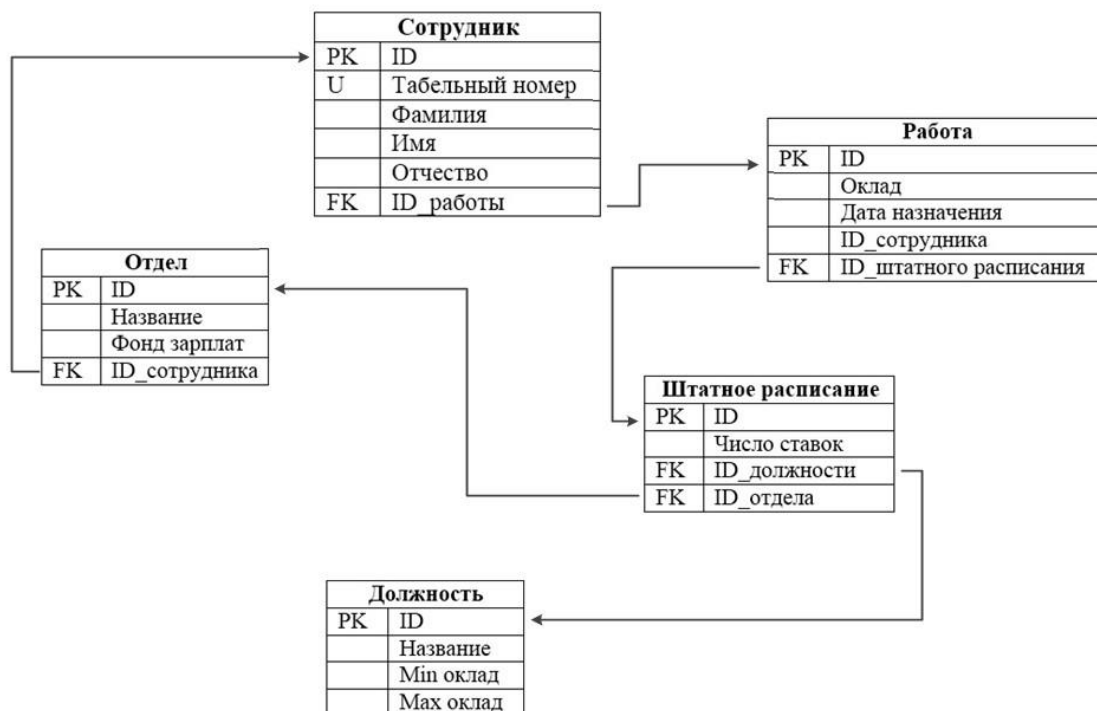 Сотрудник
PK ID
U Табельный номер
Фамилия
Имя
Отчество
FK ID_работы
Работа
PK ID
Оклад
Дата назначения
ID_сотрудника
FK ID_штатного расписания
Отдел
PK ID
Название
Фонд зарплат
FK ID_сотрудника
Штатное расписание
PK ID
Число ставок
FK ID_должности
FK ID_отдела
Должность
PK ID
Название
Min оклад
Max оклад